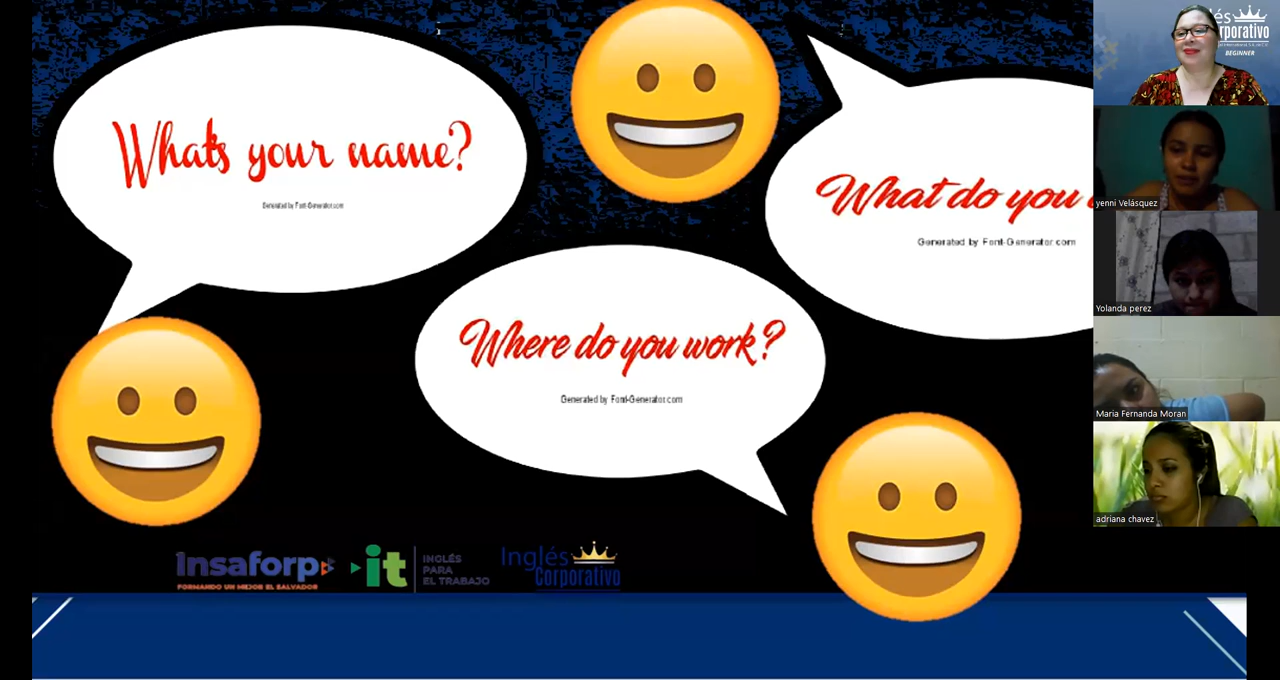 What's your name?
Generated by Font-Generator.com
What do you
Generated by Font-Generator.com
Where do you work?
Generated by Font-Generator.com
Insaforp
FORMANDO UN MEJOR EL SALVADOR
it
INGLÉS
PARA
EL TRABAJO
Inglés
Corporativo
BEGINNER
yenni Velásquez
Yolanda perez
Maria Fernanda Moran
adriana chavez